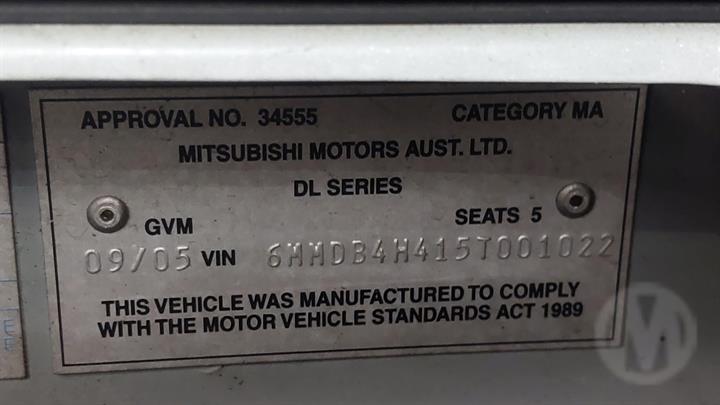 APPROVAL NO. 34555 CATEGORY MA
MITSUBISHI MOTORS AUST. LTD.
DL SERIES
GVM SEATS 5
09/05 VIN 6MMDB4H415T001022
THIS VEHICLE WAS MANUFACTURED TO COMPLY
WITH THE MOTOR VEHICLE STANDARDS ACT 1989
M